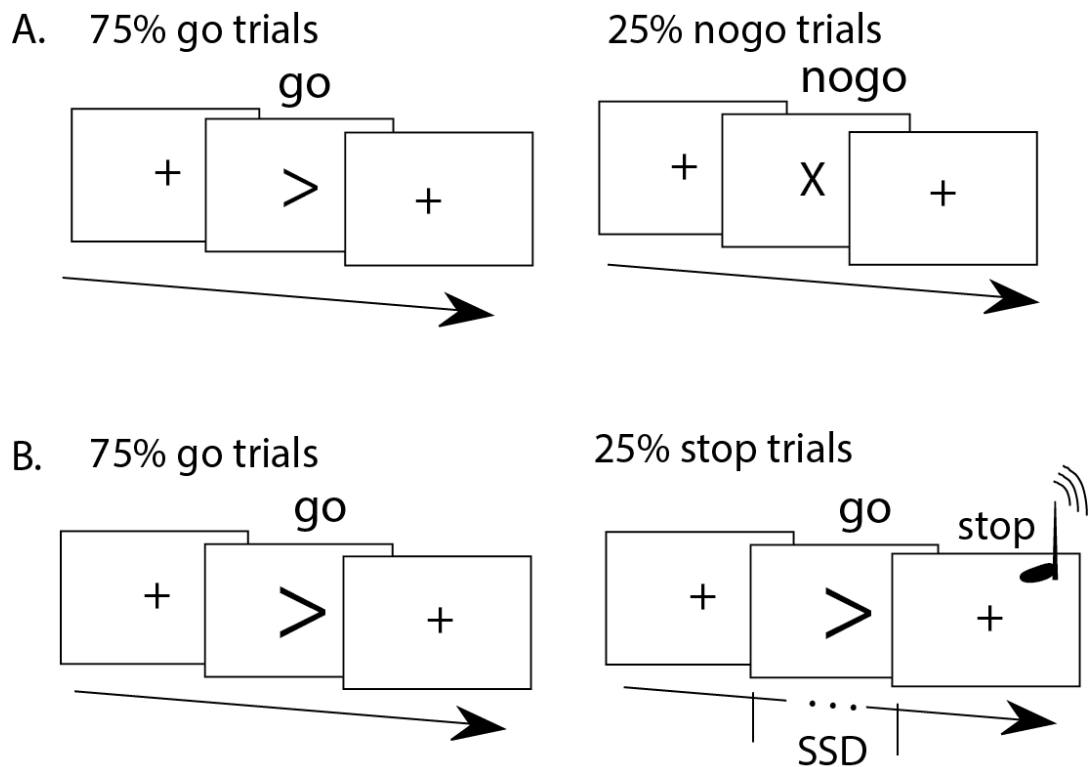 A. 75% go trials
25% nogo trials
go
nogo
+ > +
+ X +
B. 75% go trials
25% stop trials
go
go
stop
+ > +
+ > +
...
SSD